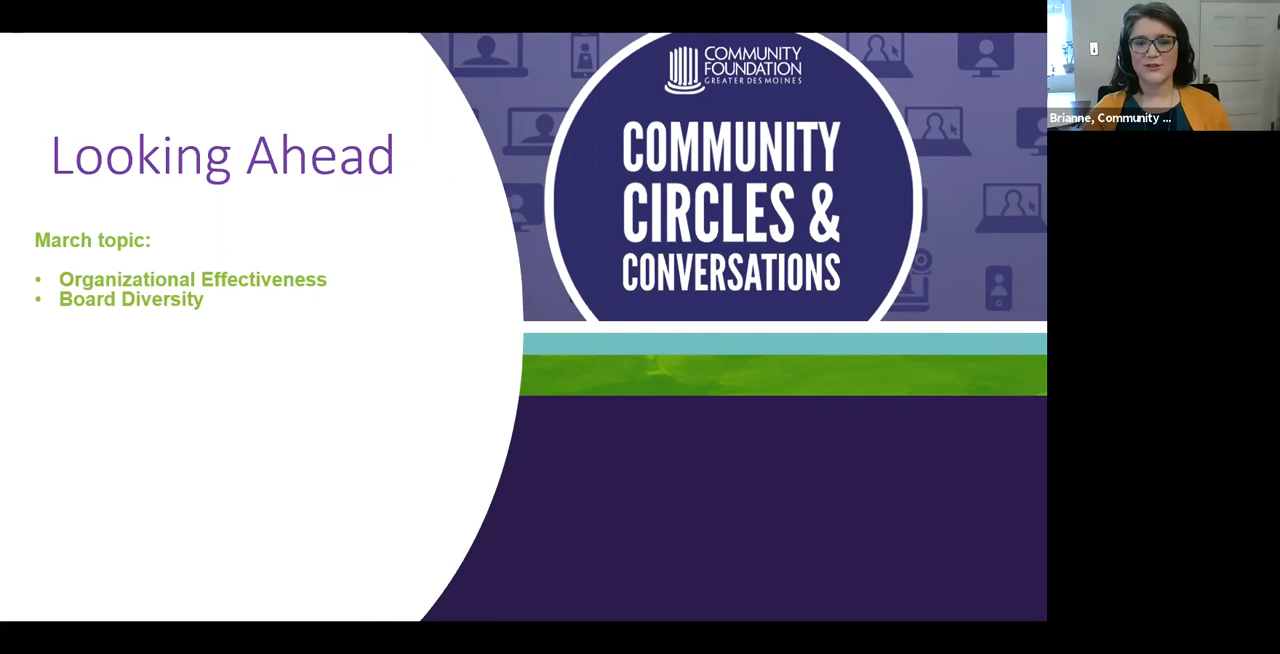 Looking Ahead
March topic:
• Organizational Effectiveness
• Board Diversity
COMMUNITY
FOUNDATION
GREATER DES MOINES
COMMUNITY
CIRCLES &
CONVERSATIONS
Brianne, Community ...